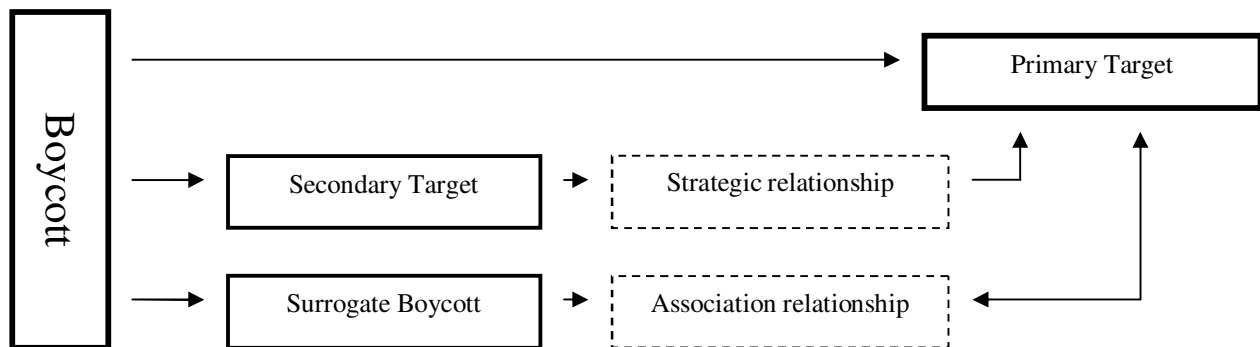 Boycott
Primary Target
Secondary Target
Strategic relationship
Surrogate Boycott
Association relationship